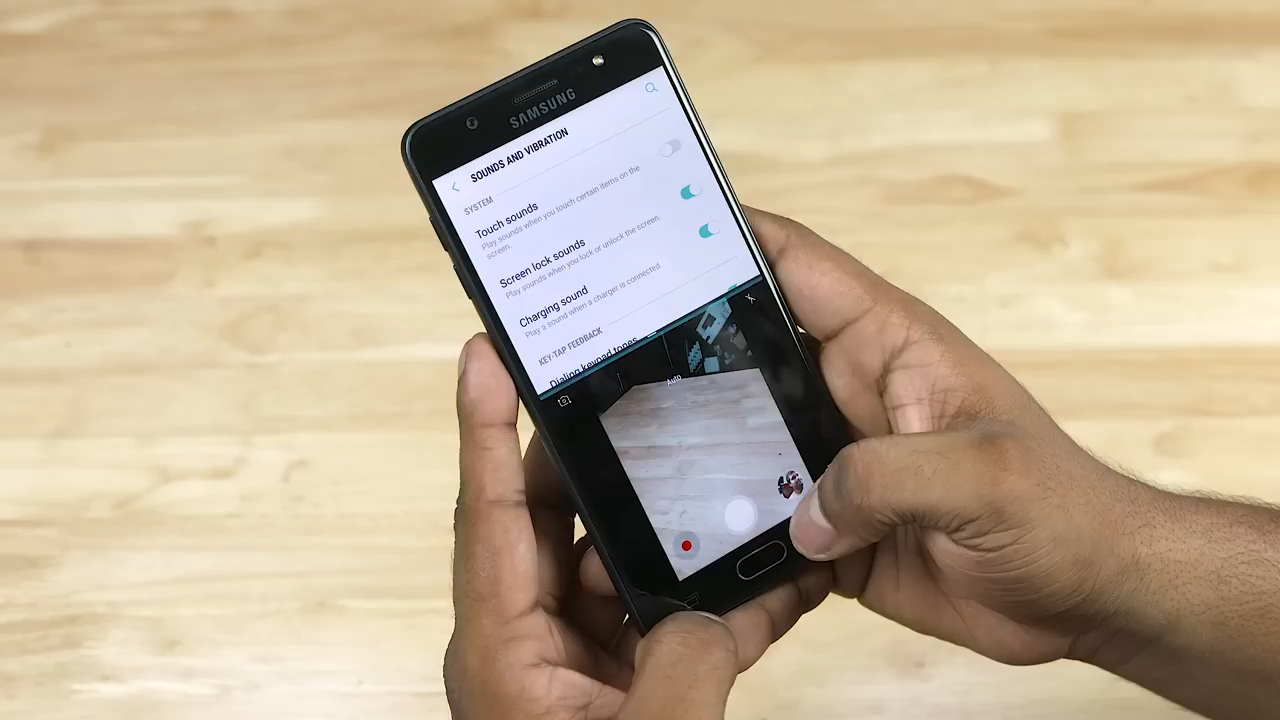 SAMSUNG
SOUNDS AND VIBRATION
SYSTEM
Touch sounds
Play sounds when you touch certain items on the
screen.
Screen lock sounds
Play sounds when you lock or unlock the screen.
Charging sound
Play a sound when a charger is connected.
KEY-TAP FEEDBACK
Dialing keypad tones
Auto